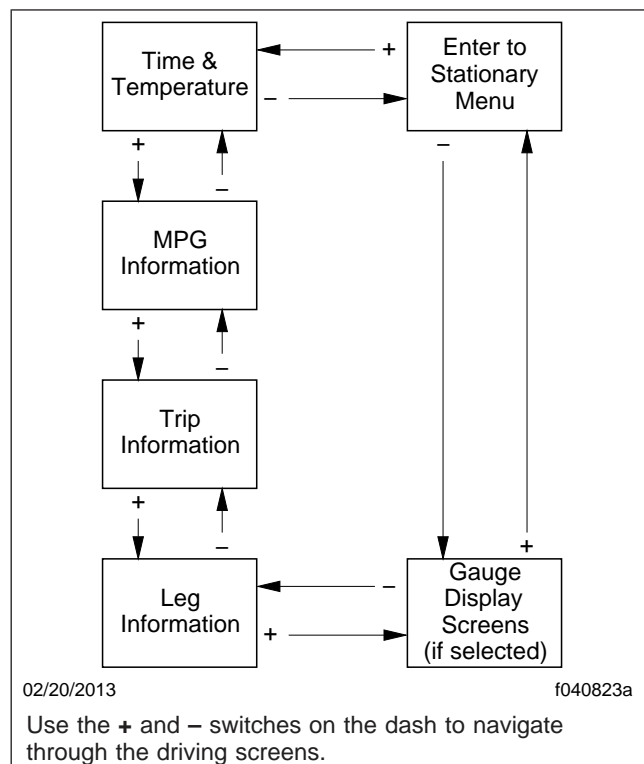 Time &
Temperature
+
–
Enter to
Stationary
Menu
+
–
–
+
MPG
Information
+
–
Trip
Information
+
–
Leg
Information
–
+
+
Gauge
Display
Screens
(if selected)
02/20/2013
f040823a
Use the + and – switches on the dash to navigate
through the driving screens.